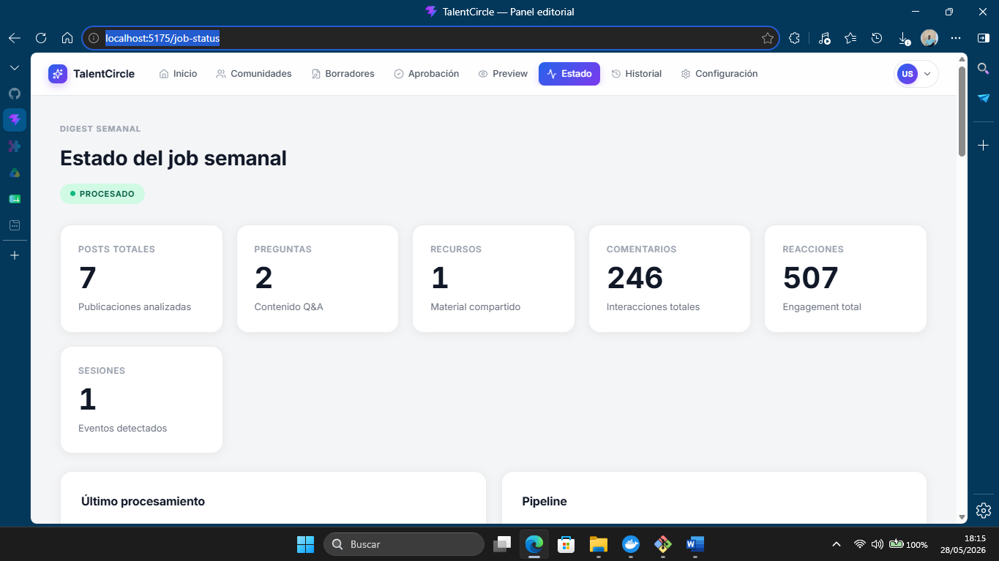 TalentCircle — Panel editorial
localhost:5175/job-status
TalentCircle
Inicio
Comunidades
Borradores
Aprobación
Preview
Estado
Historial
Configuración
US
DIGEST SEMANAL
Estado del job semanal
PROCESADO
POSTS TOTALES
7
Publicaciones analizadas
PREGUNTAS
2
Contenido Q&A
RECURSOS
1
Material compartido
COMENTARIOS
246
Interacciones totales
REACCIONES
507
Engagement total
SESIONES
1
Eventos detectados
Último procesamiento
Pipeline
Buscar
100%
18:15
28/05/2026